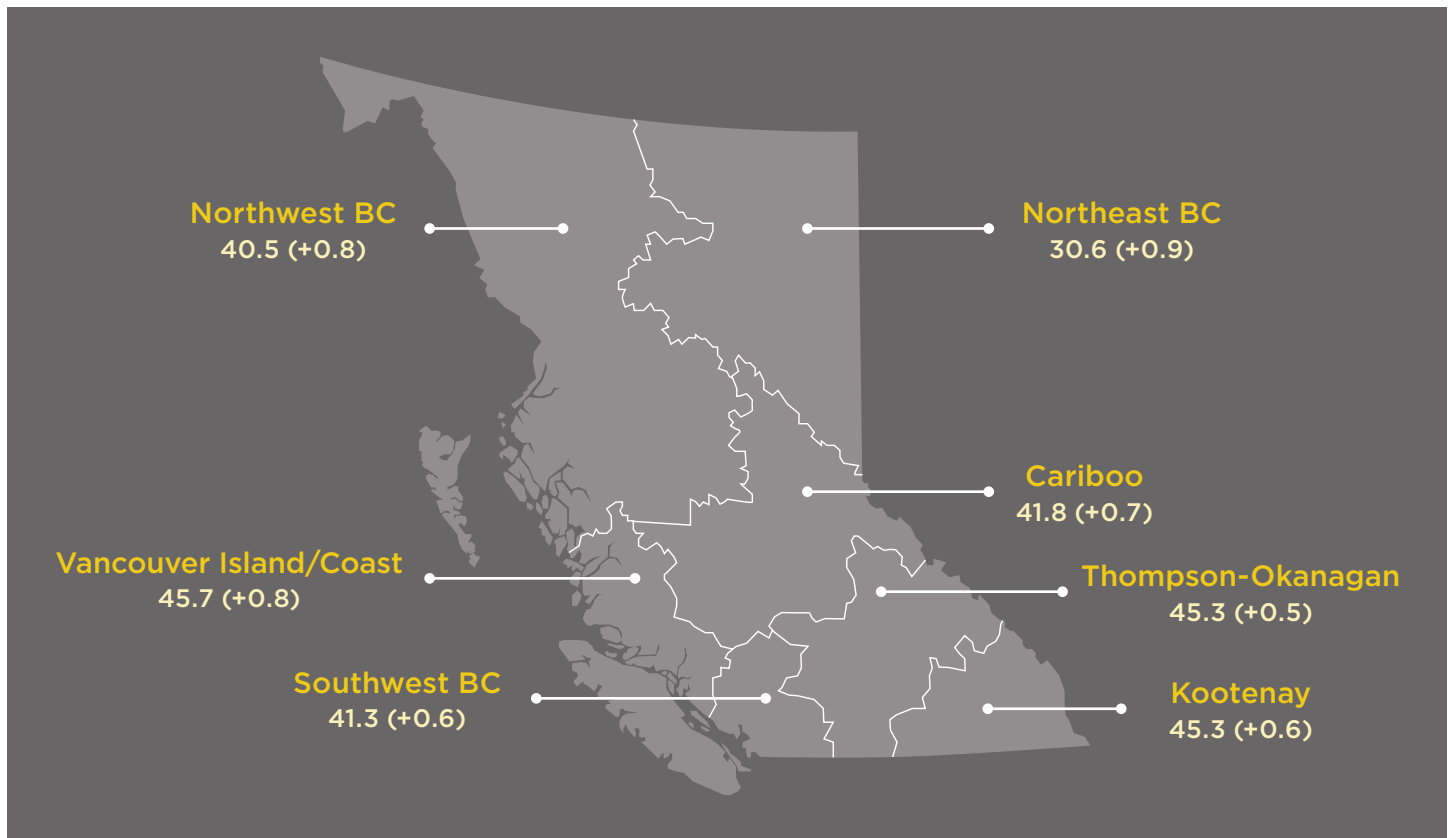 Northwest BC
40.5 (+0.8)
Northeast BC
30.6 (+0.9)
Cariboo
41.8 (+0.7)
Vancouver Island/Coast
45.7 (+0.8)
Thompson-Okanagan
45.3 (+0.5)
Southwest BC
41.3 (+0.6)
Kootenay
45.3 (+0.6)